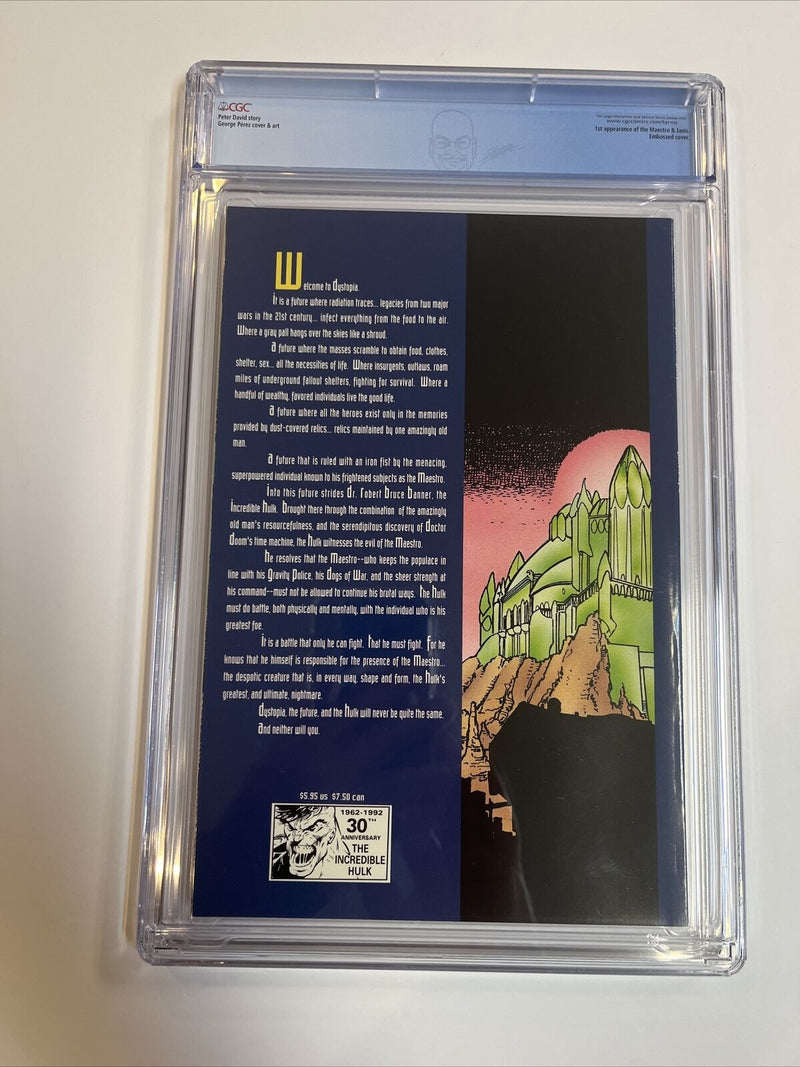 CGC
Peter David story
George Pérez cover & art
For Legal Disclaimer and Service Terms please visit
www.cgccomics.com/terms
1st appearance of the Maestro & Janis.
Embossed cover.
Welcome to Dystopia.
It is a future where radiation traces... legacies from two major
wars in the 21st century... infect everything from the food to the air.
Where a gray pall hangs over the skies like a shroud.
A future where the masses scramble to obtain food, clothes,
shelter, sex... all the necessities of life. Where insurgents, outlaws, roam
miles of underground fallout shelters, fighting for survival. Where a
handful of wealthy, favored individuals live the good life.
A future where all the heroes exist only in the memories
provided by dust-covered relics... relics maintained by one amazingly old
man.
A future that is ruled with an iron fist by the menacing,
superpowered individual known to his frightened subjects as the Maestro.
Into this future strides Dr. Robert Bruce Banner, the
Incredible Hulk. Brought there through the combination of the amazingly
old man's resourcefulness, and the serendipitous discovery of Doctor
Doom's time machine, the Hulk witnesses the evil of the Maestro.
He resolves that the Maestro--who keeps the populace in
line with his Gravity Police, his Dogs of War, and the sheer strength at
his command--must not be allowed to continue his brutal ways. The Hulk
must do battle, both physically and mentally, with the individual who is his
greatest foe.
It is a battle that only he can fight. That he must fight. For he
knows that he himself is responsible for the presence of the Maestro...
the despotic creature that is, in every way, shape and form, the Hulk's
greatest, and ultimate, nightmare.
Dystopia, the future, and the Hulk will never be quite the same.
And neither will you.
$5.95 us $7.50 can
1962-1992
30TH
ANNIVERSARY
THE
INCREDIBLE
HULK